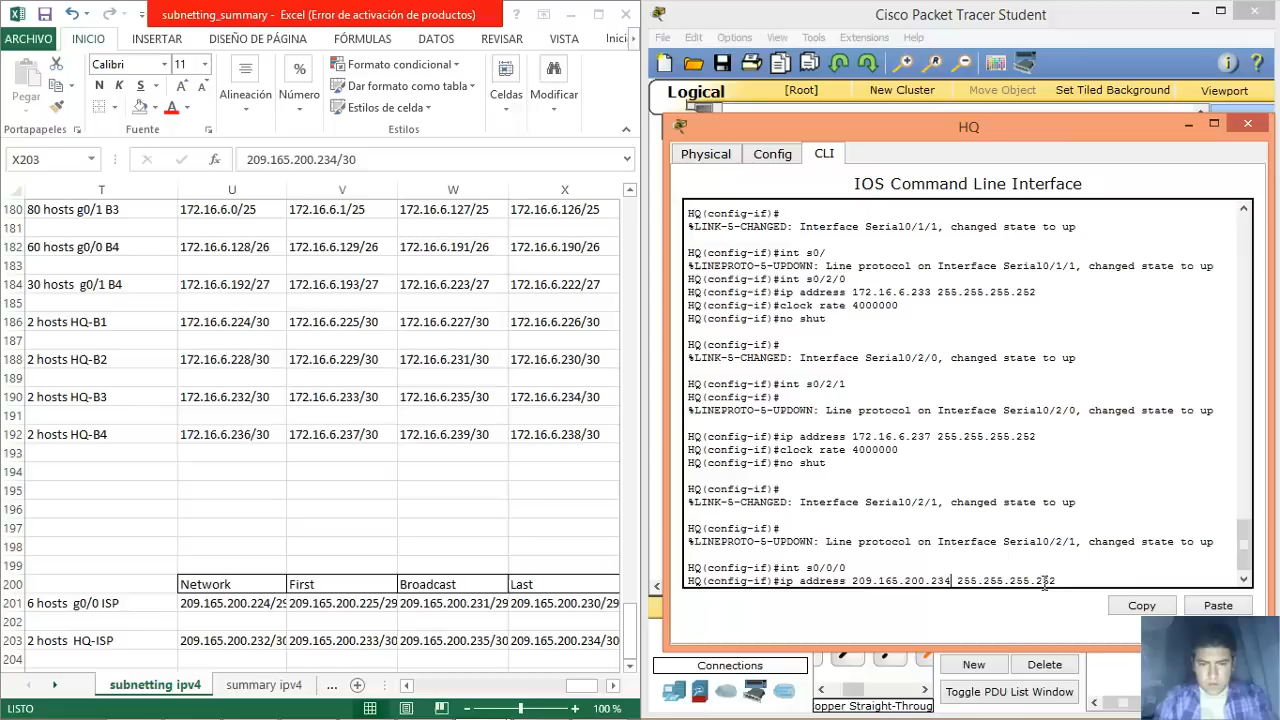 subnetting_summary - Excel (Error de activación de productos)
?
ARCHIVO INICIO INSERTAR DISEÑO DE PÁGINA FÓRMULAS DATOS REVISAR VISTA Inici
Calibri 11
Pegar
N K S
Alineación
%
Número
Formato condicional
Dar formato como tabla
Estilos de celda
Celdas
Modificar
Portapapeles Fuente Estilos
X203 fx 209.165.200.234/30
T U V W X
180 80 hosts g0/1 B3 172.16.6.0/25 172.16.6.1/25 172.16.6.127/25 172.16.6.126/25
181
182 60 hosts g0/0 B4 172.16.6.128/26 172.16.6.129/26 172.16.6.191/26 172.16.6.190/26
183
184 30 hosts g0/1 B4 172.16.6.192/27 172.16.6.193/27 172.16.6.223/27 172.16.6.222/27
185
186 2 hosts HQ-B1 172.16.6.224/30 172.16.6.225/30 172.16.6.227/30 172.16.6.226/30
187
188 2 hosts HQ-B2 172.16.6.228/30 172.16.6.229/30 172.16.6.231/30 172.16.6.230/30
189
190 2 hosts HQ-B3 172.16.6.232/30 172.16.6.233/30 172.16.6.235/30 172.16.6.234/30
191
192 2 hosts HQ-B4 172.16.6.236/30 172.16.6.237/30 172.16.6.239/30 172.16.6.238/30
193
194
195
196
197
198
199
200 Network First Broadcast Last
201 6 hosts g0/0 ISP 209.165.200.224/29 209.165.200.225/29 209.165.200.231/29 209.165.200.230/29
202
203 2 hosts HQ-ISP 209.165.200.232/30 209.165.200.233/30 209.165.200.235/30 209.165.200.234/30
204
subnetting ipv4 summary ipv4 ...
LISTO 100 %
Cisco Packet Tracer Student
File Edit Options View Tools Extensions Help
Logical [Root] New Cluster Move Object Set Tiled Background Viewport
HQ
Physical Config CLI
IOS Command Line Interface
HQ(config-if)#
%LINK-5-CHANGED: Interface Serial0/1/1, changed state to up
HQ(config-if)#int s0/
%LINEPROTO-5-UPDOWN: Line protocol on Interface Serial0/1/1, changed state to up
HQ(config-if)#int s0/2/0
HQ(config-if)#ip address 172.16.6.233 255.255.255.252
HQ(config-if)#clock rate 4000000
HQ(config-if)#no shut
HQ(config-if)#
%LINK-5-CHANGED: Interface Serial0/2/0, changed state to up
HQ(config-if)#int s0/2/1
HQ(config-if)#
%LINEPROTO-5-UPDOWN: Line protocol on Interface Serial0/2/0, changed state to up
HQ(config-if)#ip address 172.16.6.237 255.255.255.252
HQ(config-if)#clock rate 4000000
HQ(config-if)#no shut
HQ(config-if)#
%LINK-5-CHANGED: Interface Serial0/2/1, changed state to up
HQ(config-if)#
%LINEPROTO-5-UPDOWN: Line protocol on Interface Serial0/2/1, changed state to up
HQ(config-if)#int s0/0/0
HQ(config-if)#ip address 209.165.200.234 255.255.255.252
Copy Paste
Connections
New Delete
Toggle PDU List Window
opper Straight-Throug